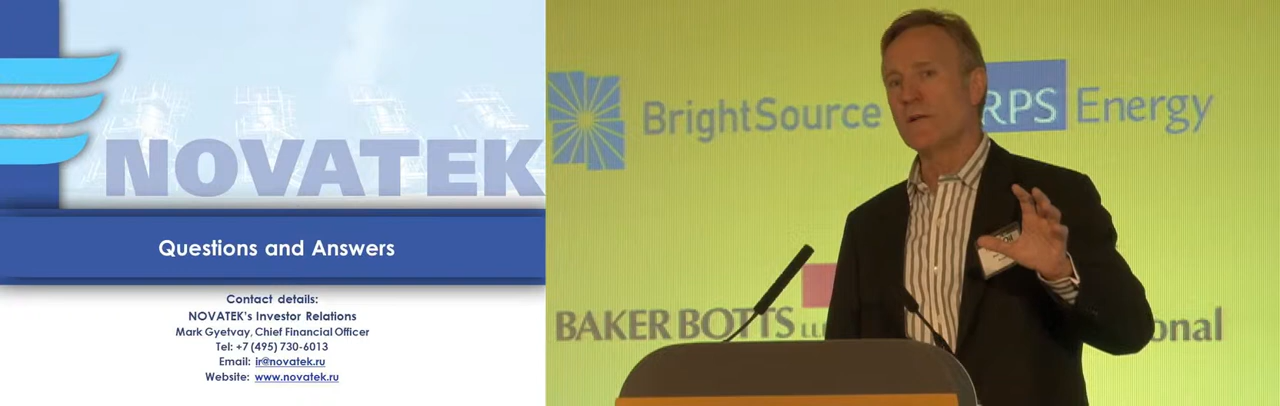 NOVATEK
Questions and Answers
Contact details:
NOVATEK's Investor Relations
Mark Gyetvay, Chief Financial Officer
Tel: +7 (495) 730-6013
Email: ir@novatek.ru
Website: www.novatek.ru
BrightSource
RPS Energy
BAKER BOTTS LLP